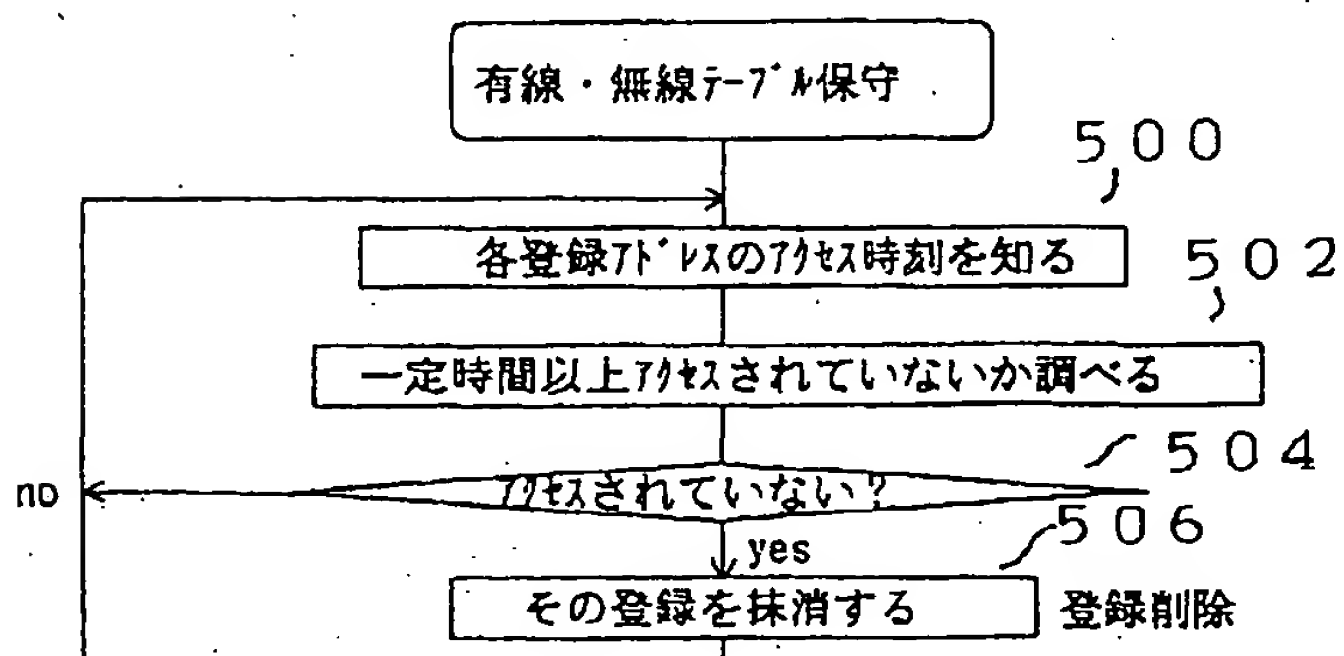 有線・無線ﾃｰﾌﾞﾙ保守
５００
各登録ｱﾄﾞﾚｽのｱｸｾｽ時刻を知る
５０２
一定時間以上ｱｸｾｽされていないか調べる
５０４
no
ｱｸｾｽされていない？
５０６
yes
その登録を抹消する
登録削除